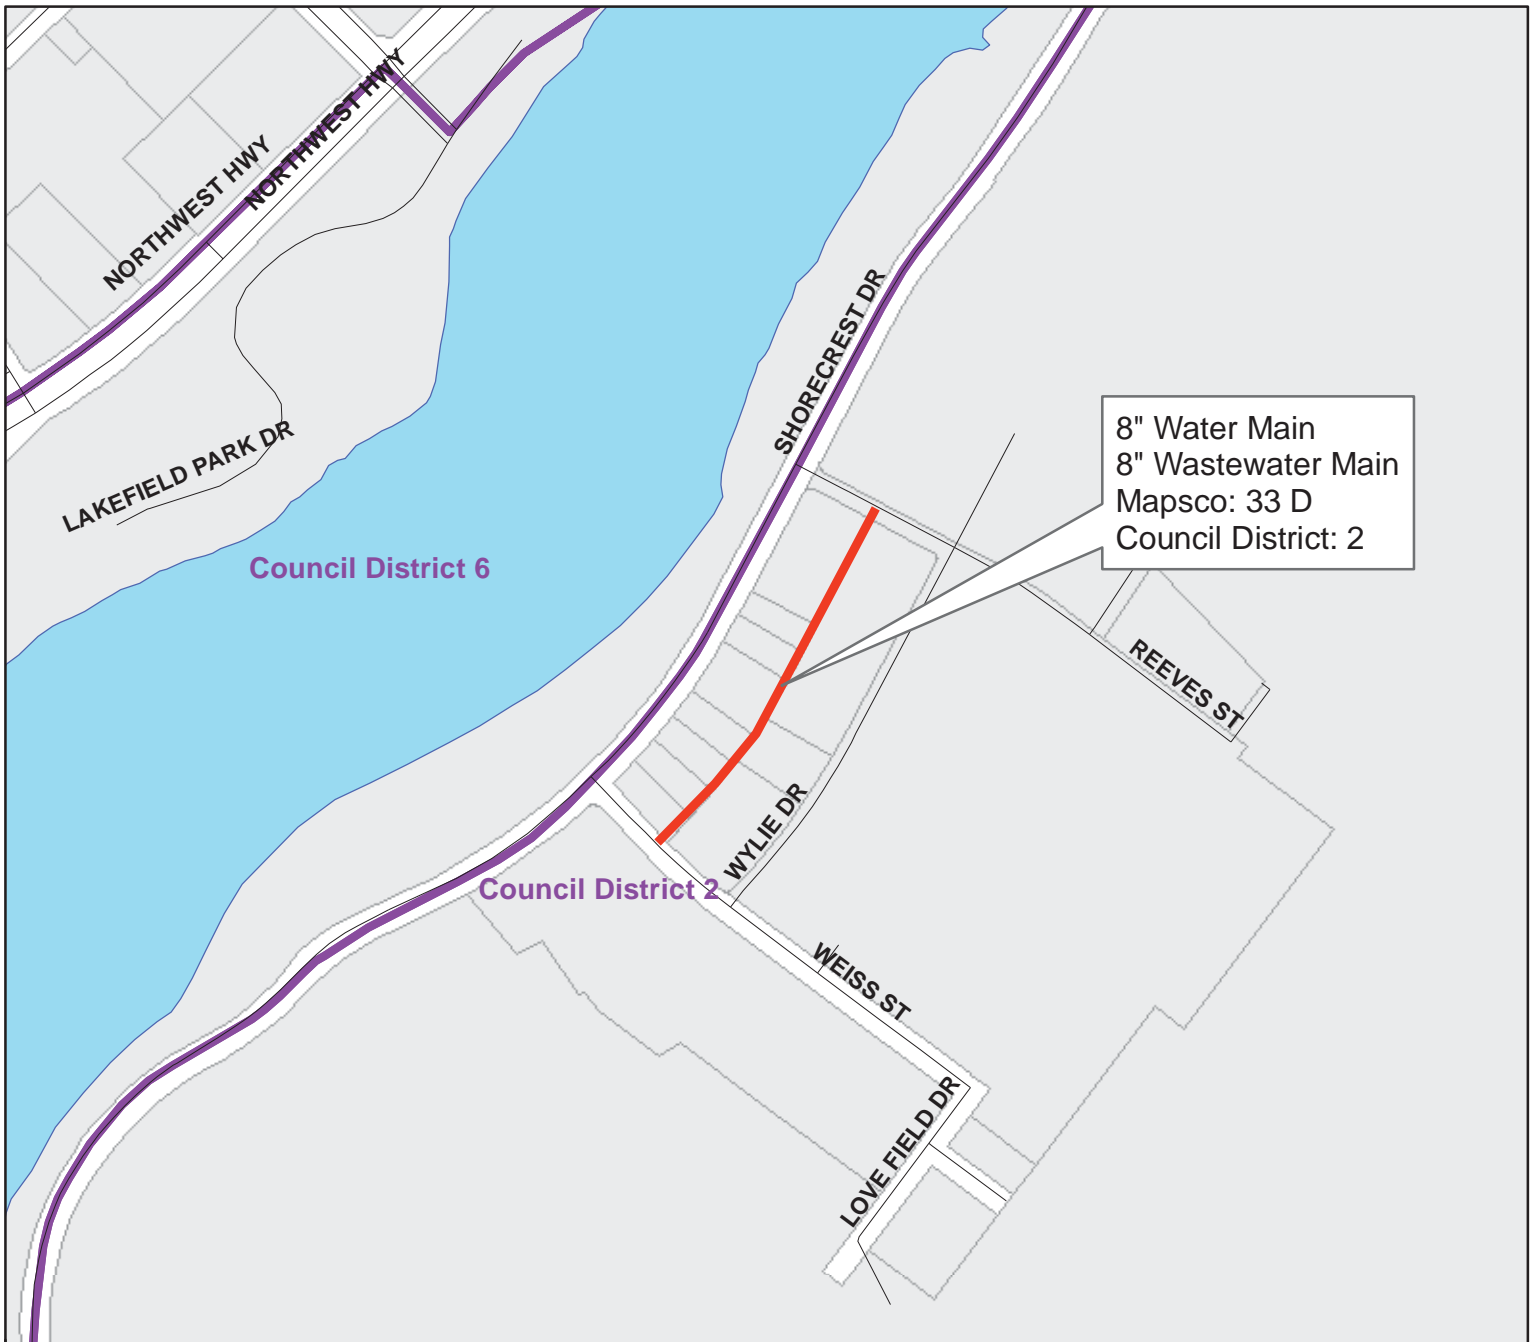 NORTHWEST HWY
NORTHWEST HWY
SHORECREST DR
8" Water Main
8" Wastewater Main
Mapsco: 33 D
Council District: 2
LAKEFIELD PARK DR
Council District 6
REEVES ST
WYLIE DR
Council District 2
WEISS ST
LOVE FIELD DR